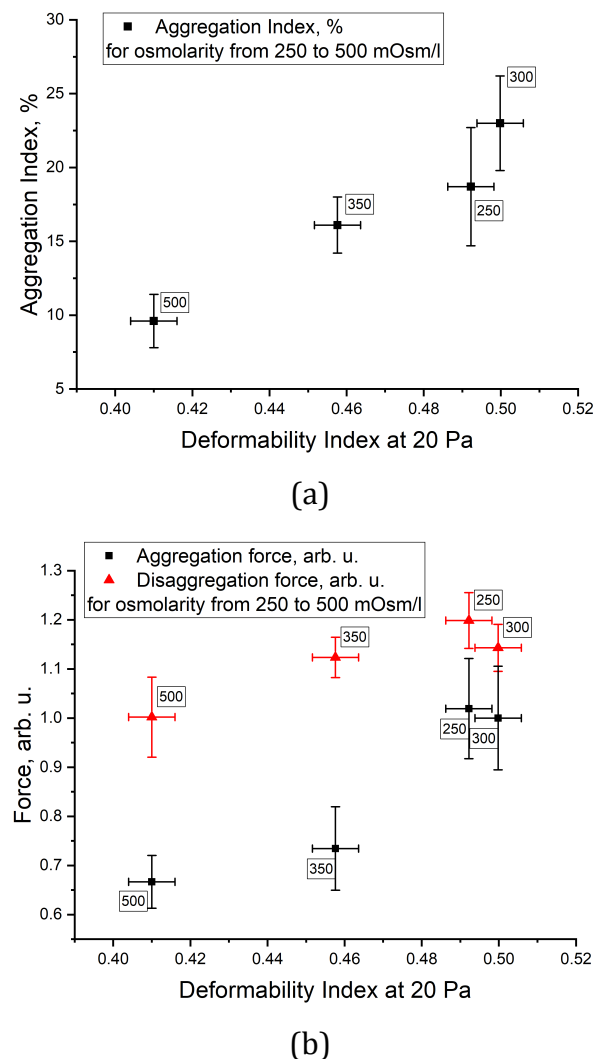 Aggregation Index, %
for osmolarity from 250 to 500 mOsm/l
30
25
20
15
10
5
Aggregation Index, %
300
250
350
500
0.40 0.42 0.44 0.46 0.48 0.50 0.52
Deformability Index at 20 Pa
(a)
Aggregation force, arb. u.
Disaggregation force, arb. u.
for osmolarity from 250 to 500 mOsm/l
1.3
1.2
1.1
1.0
0.9
0.8
0.7
0.6
Force, arb. u.
250
300
350
500
250
300
350
500
0.40 0.42 0.44 0.46 0.48 0.50 0.52
Deformability Index at 20 Pa
(b)